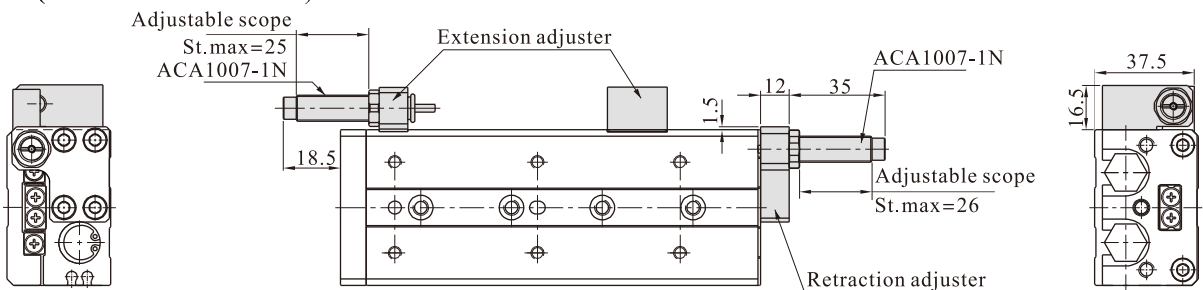 Adjustable scope
St.max=25
ACA1007-1N
Extension adjuster
ACA1007-1N
12
35
1.5
18.5
Adjustable scope
St.max=26
Retraction adjuster
37.5
16.5